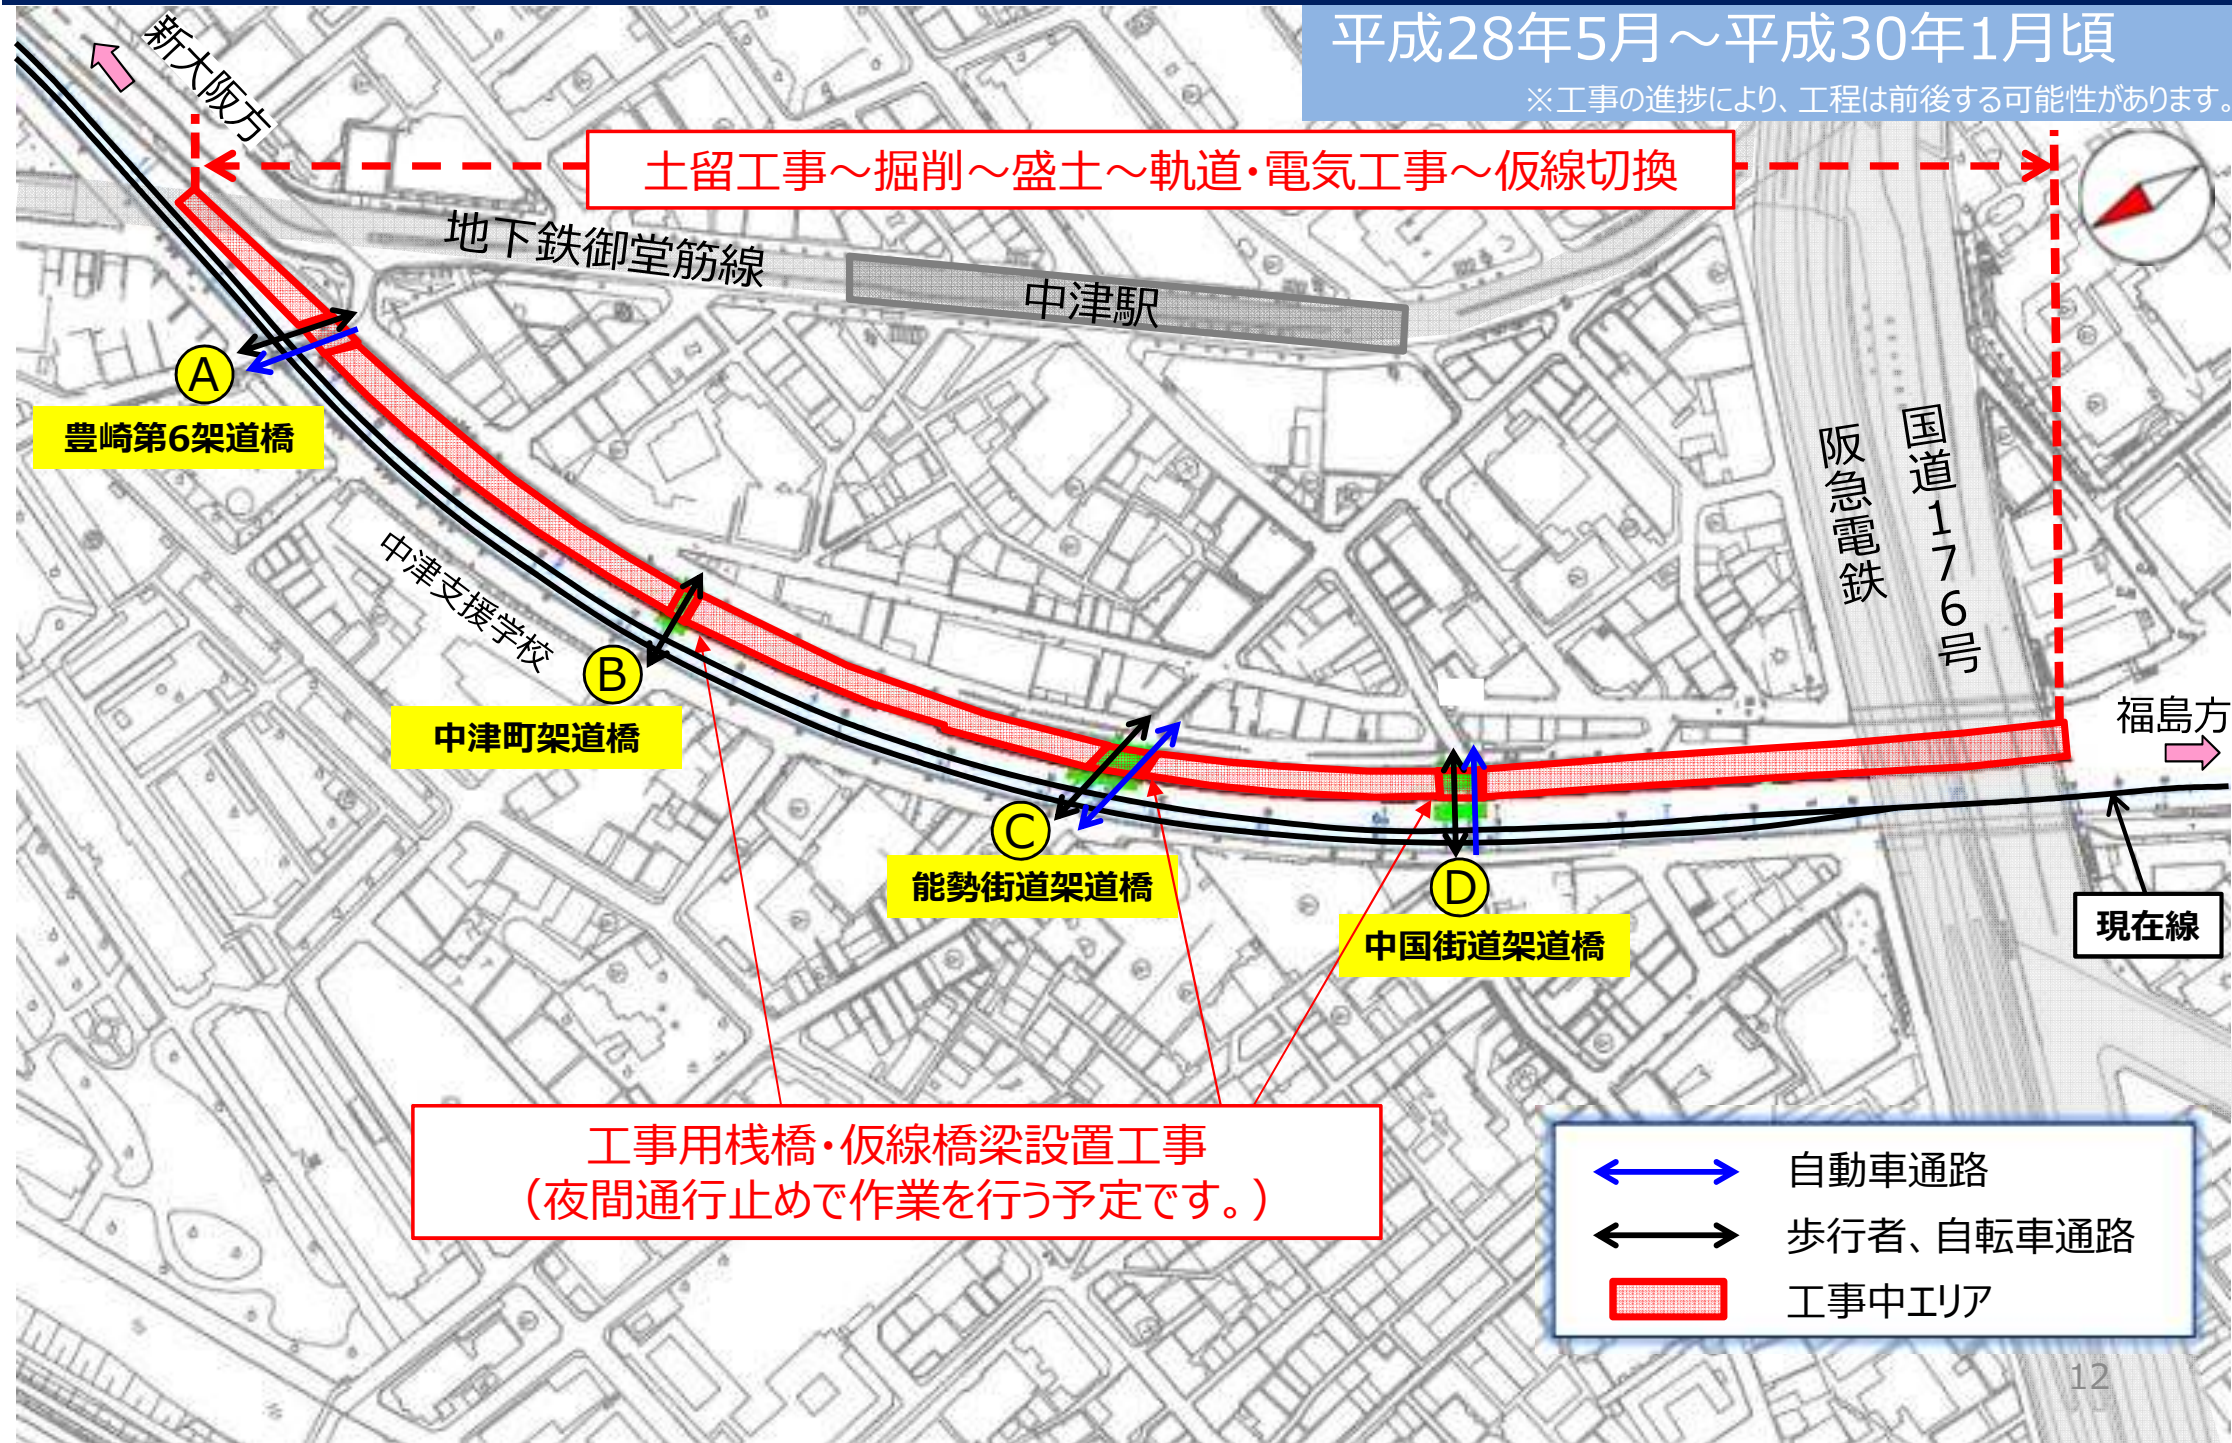 平成28年5月～平成30年1月頃
※工事の進捗により、工程は前後する可能性があります。
新大阪方
土留工事～掘削～盛土～軌道・電気工事～仮線切換
地下鉄御堂筋線
中津駅
A
豊崎第6架道橋
阪急電鉄
国道176号
中津支援学校
B
中津町架道橋
福島方
C
能勢街道架道橋
D
中国街道架道橋
現在線
工事用桟橋・仮線橋梁設置工事
（夜間通行止めで作業を行う予定です。）
自動車通路
歩行者、自転車通路
工事中エリア
12